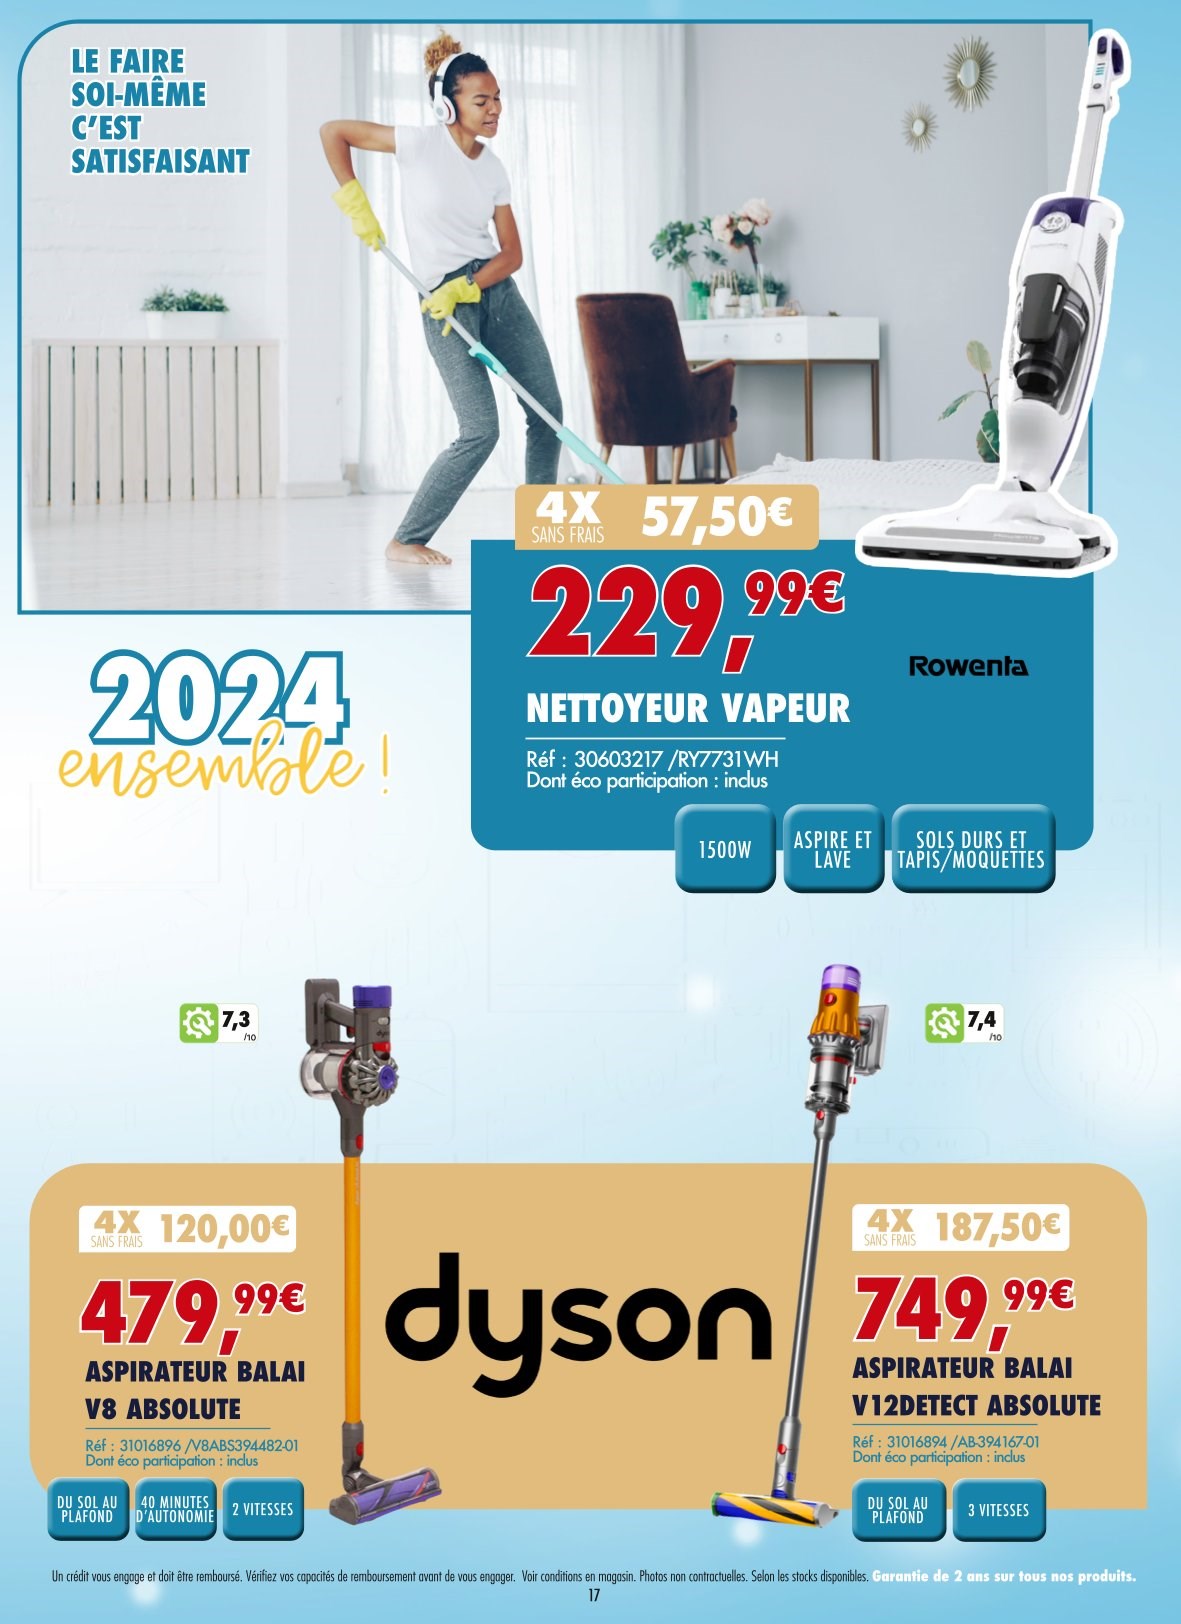 LE FAIRE
SOI-MÊME
C'EST
SATISFAISANT
4X
SANS FRAIS
57,50€
229,99€
Rowenta
NETTOYEUR VAPEUR
Réf : 30603217 /RY7731WH
Dont éco participation : inclus
2024
ensemble !
1500W
ASPIRE ET
LAVE
SOLS DURS ET
TAPIS/MOQUETTES
7,3
/10
7,4
/10
4X
SANS FRAIS
120,00€
479,99€
ASPIRATEUR BALAI
V8 ABSOLUTE
Réf : 31016896 /V8ABS394482-01
Dont éco participation : inclus
DU SOL AU
PLAFOND
40 MINUTES
D'AUTONOMIE
2 VITESSES
dyson
4X
SANS FRAIS
187,50€
749,99€
ASPIRATEUR BALAI
V12DETECT ABSOLUTE
Réf : 31016894 /AB-394167-01
Dont éco participation : inclus
DU SOL AU
PLAFOND
3 VITESSES
Un crédit vous engage et doit être remboursé. Vérifiez vos capacités de remboursement avant de vous engager. Voir conditions en magasin. Photos non contractuelles. Selon les stocks disponibles. Garantie de 2 ans sur tous nos produits.
17